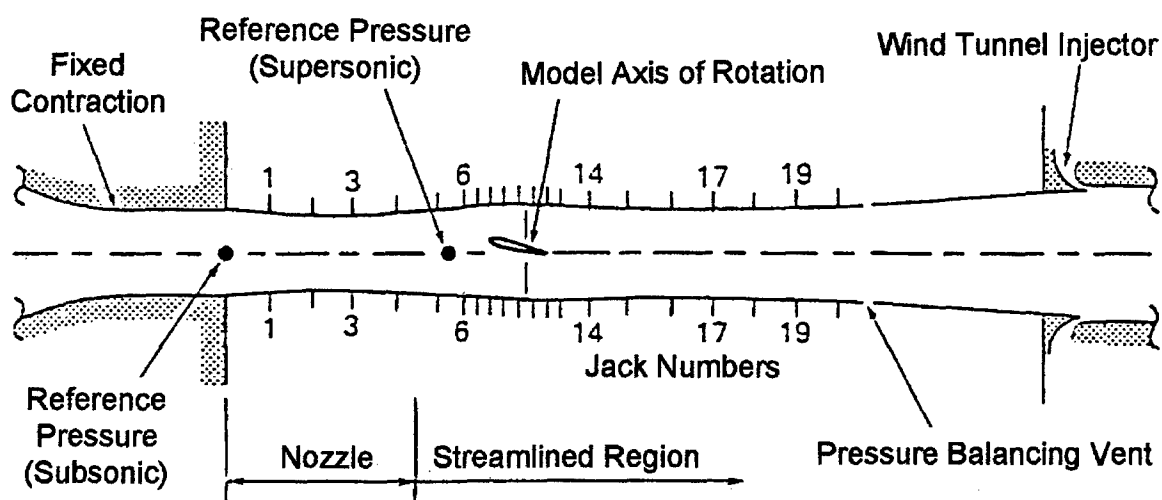 Reference Pressure
(Supersonic)
Wind Tunnel Injector
Fixed
Contraction
Model Axis of Rotation
1 3 6 14 17 19
1 3 6 14 17 19
Jack Numbers
Reference
Pressure
(Subsonic)
Nozzle
Streamlined Region
Pressure Balancing Vent